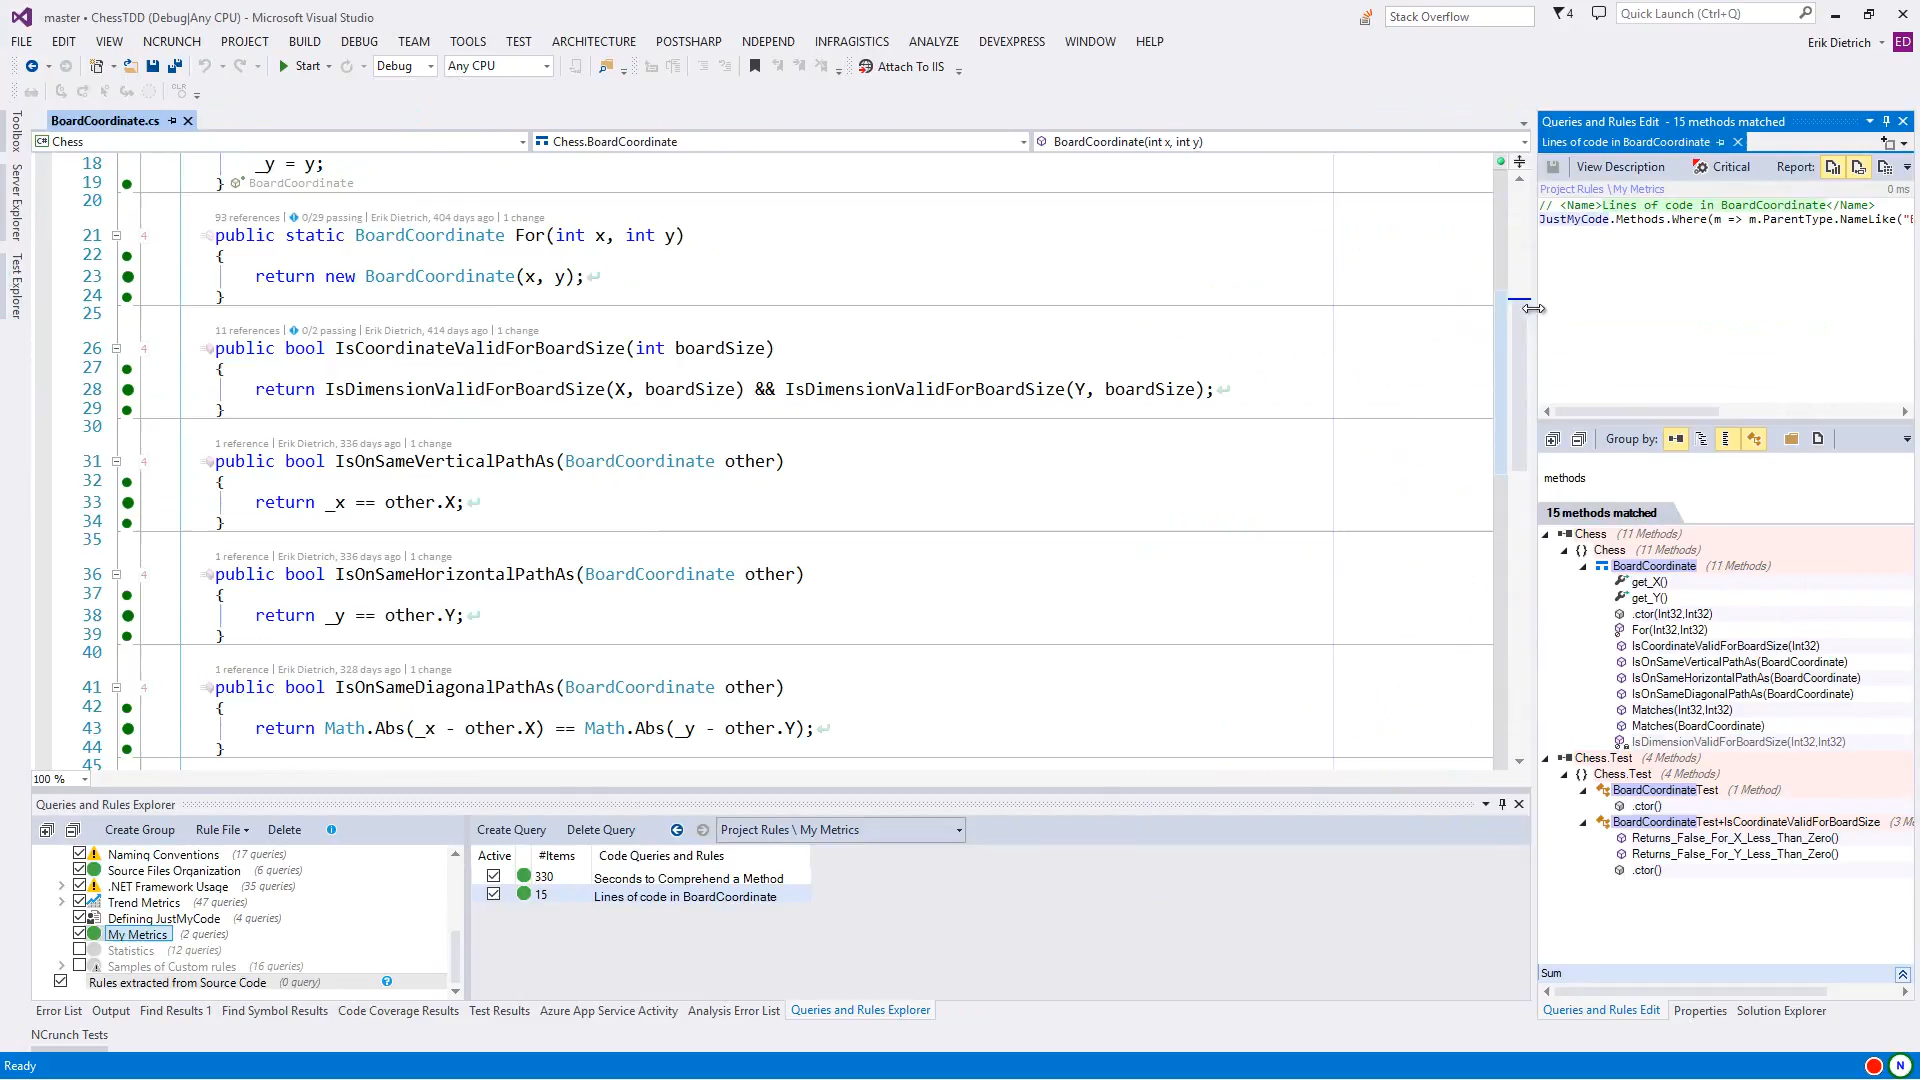 master • ChessTDD (Debug|Any CPU) - Microsoft Visual Studio
Stack Overflow
4
Quick Launch (Ctrl+Q)
FILE EDIT VIEW NCRUNCH PROJECT BUILD DEBUG TEAM TOOLS TEST ARCHITECTURE POSTSHARP NDEPEND INFRAGISTICS ANALYZE DEVEXPRESS WINDOW HELP
Erik Dietrich ED
Start Debug Any CPU Attach To IIS
Toolbox
Server Explorer
Test Explorer
BoardCoordinate.cs
C# Chess
Chess.BoardCoordinate
BoardCoordinate(int x, int y)
18 _y = y;
19 } BoardCoordinate
20
93 references | 0/29 passing | Erik Dietrich, 404 days ago | 1 change
21 4 public static BoardCoordinate For(int x, int y)
22 {
23 return new BoardCoordinate(x, y);
24 }
25
11 references | 0/2 passing | Erik Dietrich, 414 days ago | 1 change
26 4 public bool IsCoordinateValidForBoardSize(int boardSize)
27 {
28 return IsDimensionValidForBoardSize(X, boardSize) && IsDimensionValidForBoardSize(Y, boardSize);
29 }
30
1 reference | Erik Dietrich, 336 days ago | 1 change
31 4 public bool IsOnSameVerticalPathAs(BoardCoordinate other)
32 {
33 return _x == other.X;
34 }
35
1 reference | Erik Dietrich, 336 days ago | 1 change
36 4 public bool IsOnSameHorizontalPathAs(BoardCoordinate other)
37 {
38 return _y == other.Y;
39 }
40
1 reference | Erik Dietrich, 328 days ago | 1 change
41 4 public bool IsOnSameDiagonalPathAs(BoardCoordinate other)
42 {
43 return Math.Abs(_x - other.X) == Math.Abs(_y - other.Y);
44 }
45
100 %
Queries and Rules Explorer
Create Group Rule File Delete
Naming Conventions (17 queries)
Source Files Organization (6 queries)
.NET Framework Usage (35 queries)
Trend Metrics (47 queries)
Defining JustMyCode (4 queries)
My Metrics (2 queries)
Statistics (12 queries)
Samples of Custom rules (16 queries)
Rules extracted from Source Code (0 query)
Create Query Delete Query Project Rules \ My Metrics
Active #Items Code Queries and Rules
330 Seconds to Comprehend a Method
15 Lines of code in BoardCoordinate
Error List Output Find Results 1 Find Symbol Results Code Coverage Results Test Results Azure App Service Activity Analysis Error List Queries and Rules Explorer
NCrunch Tests
Ready
Queries and Rules Edit - 15 methods matched
Lines of code in BoardCoordinate
View Description Critical Report:
Project Rules \ My Metrics 0 ms
// <Name>Lines of code in BoardCoordinate</Name>
JustMyCode.Methods.Where(m => m.ParentType.NameLike("
Group by:
methods
15 methods matched
Chess (11 Methods)
{} Chess (11 Methods)
BoardCoordinate (11 Methods)
get_X()
get_Y()
.ctor(Int32,Int32)
For(Int32,Int32)
IsCoordinateValidForBoardSize(Int32)
IsOnSameVerticalPathAs(BoardCoordinate)
IsOnSameHorizontalPathAs(BoardCoordinate)
IsOnSameDiagonalPathAs(BoardCoordinate)
Matches(Int32,Int32)
Matches(BoardCoordinate)
IsDimensionValidForBoardSize(Int32,Int32)
Chess.Test (4 Methods)
{} Chess.Test (4 Methods)
BoardCoordinateTest (1 Method)
.ctor()
BoardCoordinateTest+IsCoordinateValidForBoardSize (3 M
Returns_False_For_X_Less_Than_Zero()
Returns_False_For_Y_Less_Than_Zero()
.ctor()
Sum
Queries and Rules Edit Properties Solution Explorer
N